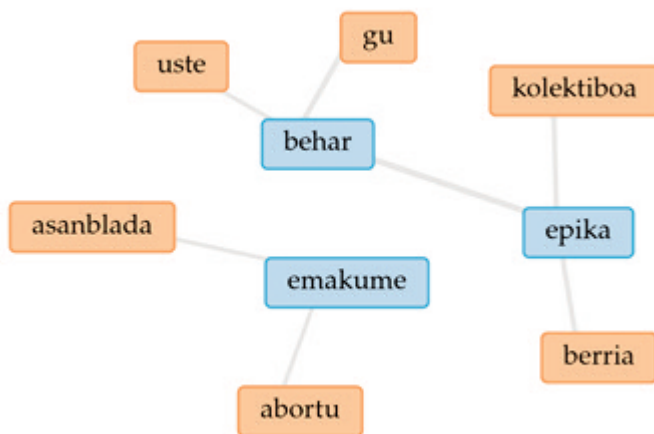 gu
uste
kolektiboa
behar
asanblada
epika
emakume
berria
abortu